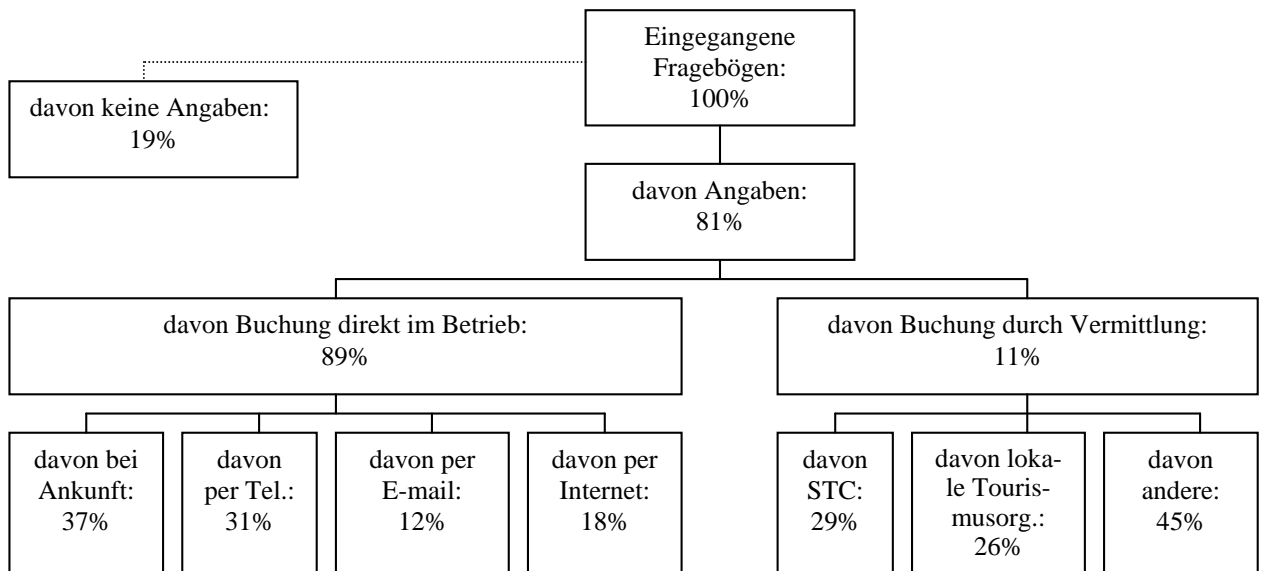 Eingegangene
Fragebögen:
100%
davon keine Angaben:
19%
davon Angaben:
81%
davon Buchung direkt im Betrieb:
89%
davon Buchung durch Vermittlung:
11%
davon bei
Ankunft:
37%
davon
per Tel.:
31%
davon per
E-mail:
12%
davon per
Internet:
18%
davon
STC:
29%
davon loka-
le Touris-
musorg.:
26%
davon
andere:
45%